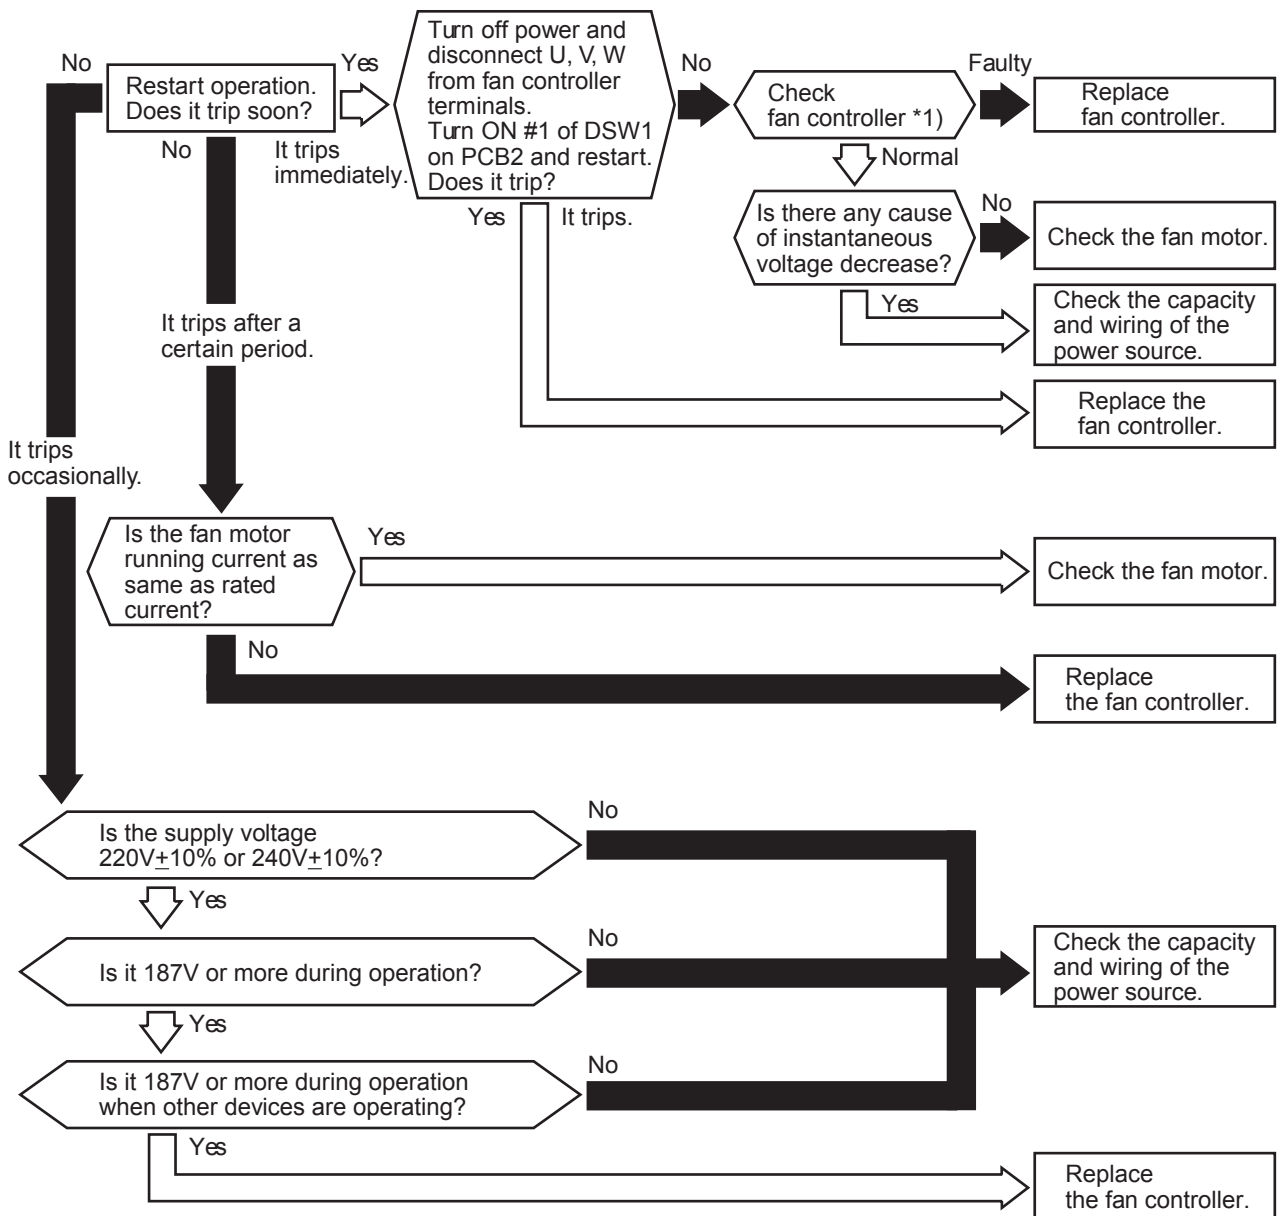 No
Restart operation.
Does it trip soon?
Yes
No
It trips
immediately.
Turn off power and
disconnect U, V, W
from fan controller
terminals.
Turn ON #1 of DSW1
on PCB2 and restart.
Does it trip?
No
Yes
It trips.
Check
fan controller *1)
Faulty
Replace
fan controller.
Normal
Is there any cause
of instantaneous
voltage decrease?
No
Check the fan motor.
Yes
Check the capacity
and wiring of the
power source.
Replace the
fan controller.
It trips after a
certain period.
It trips
occasionally.
Is the fan motor
running current as
same as rated
current?
Yes
Check the fan motor.
No
Replace
the fan controller.
Is the supply voltage
220V±10% or 240V±10%?
No
Yes
Is it 187V or more during operation?
No
Check the capacity
and wiring of the
power source.
Yes
Is it 187V or more during operation
when other devices are operating?
No
Yes
Replace
the fan controller.